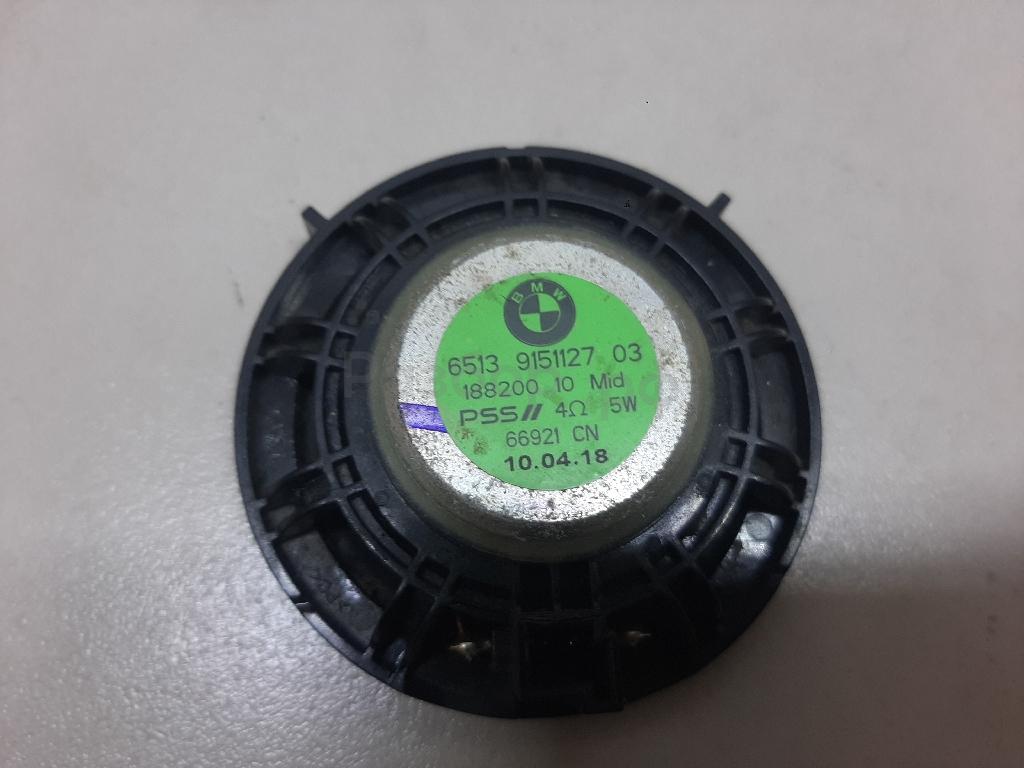 BMW
6513 9151127 03
188200 10 Mid
PSS// 4Ω 5W
66921 CN
10.04.18